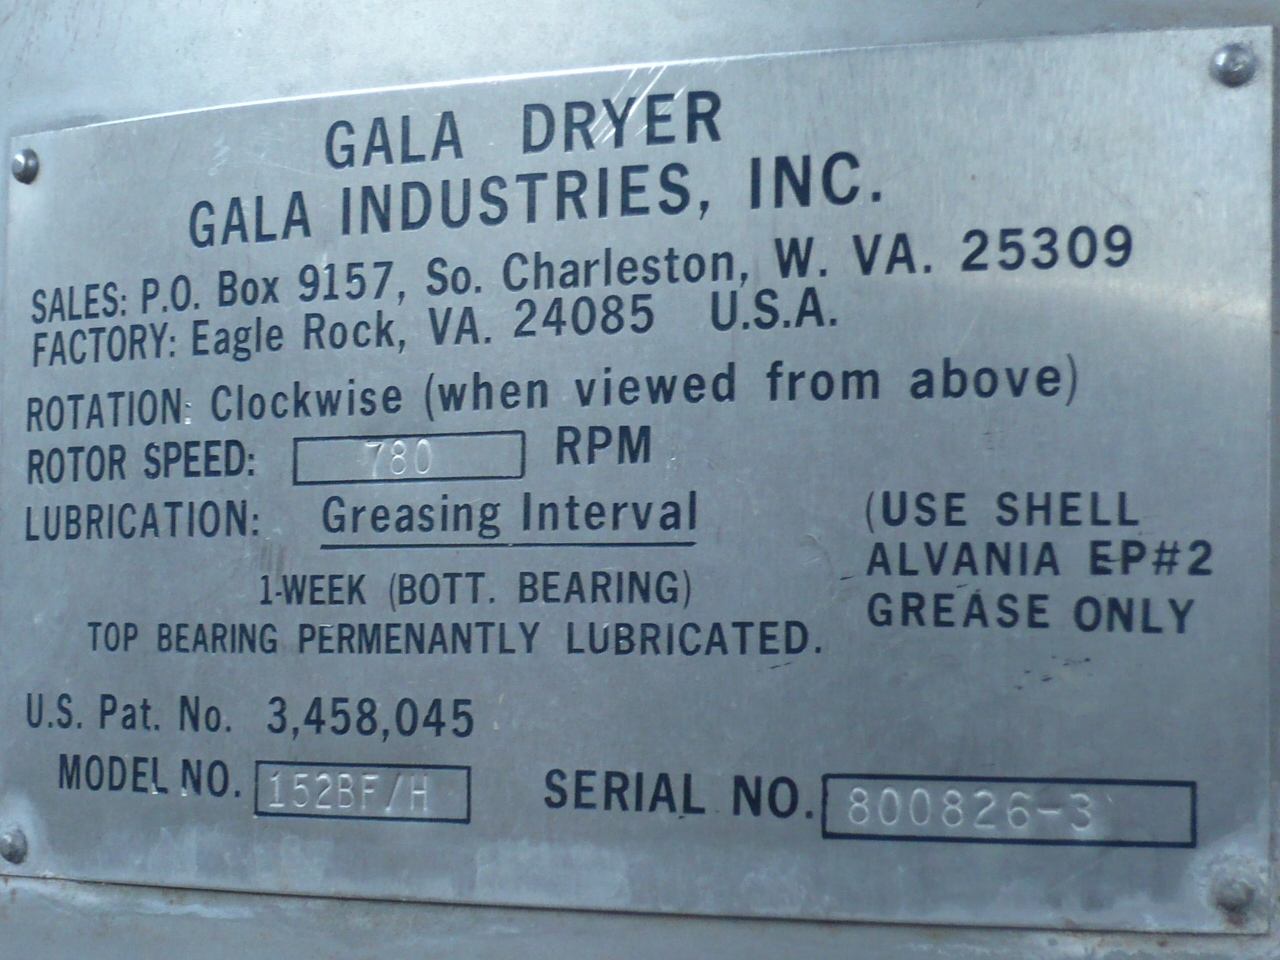 GALA DRYER
GALA INDUSTRIES, INC.
SALES: P.O. Box 9157, So. Charleston, W. VA. 25309
FACTORY: Eagle Rock, VA. 24085 U.S.A.
ROTATION: Clockwise (when viewed from above)
ROTOR SPEED: 780 RPM
LUBRICATION: Greasing Interval
1-WEEK (BOTT. BEARING)
TOP BEARING PERMENANTLY LUBRICATED.
(USE SHELL
ALVANIA EP#2
GREASE ONLY
U.S. Pat. No. 3,458,045
MODEL NO. 152BF/H SERIAL NO. 800826-3